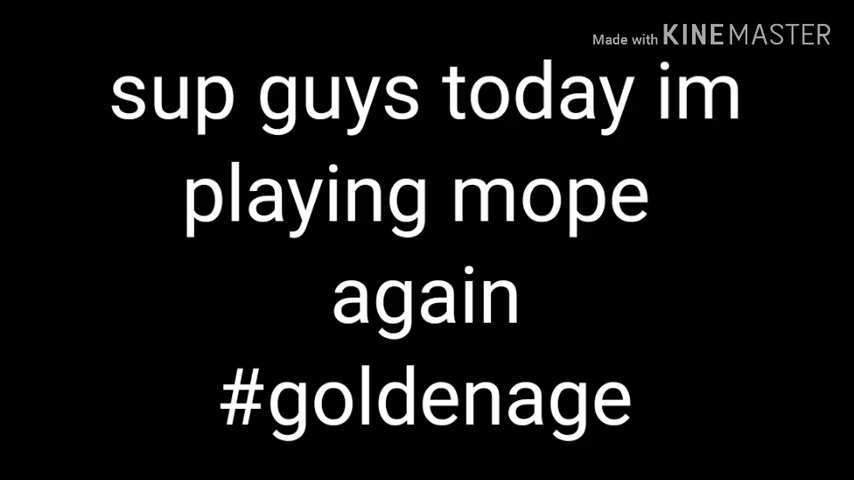 Made with KINEMASTER
sup guys today im
playing mope
again
#goldenage